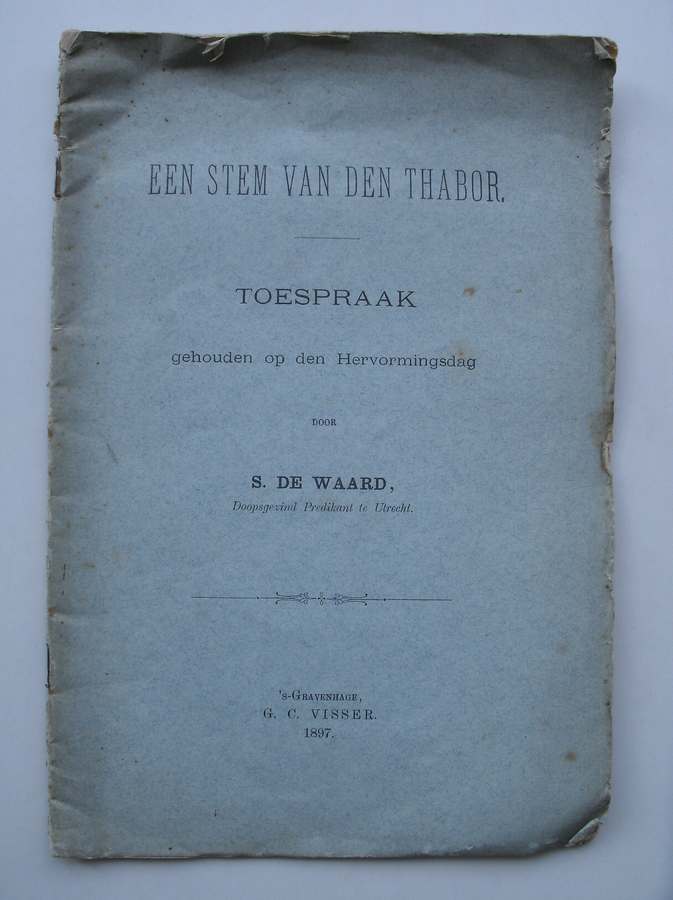 EEN STEM VAN DEN THABOR.
TOESPRAAK
gehouden op den Hervormingsdag
DOOR
S. DE WAARD,
Doopsgezind Predikant te Utrecht.
'S-GRAVENHAGE,
G. C. VISSER.
1897.